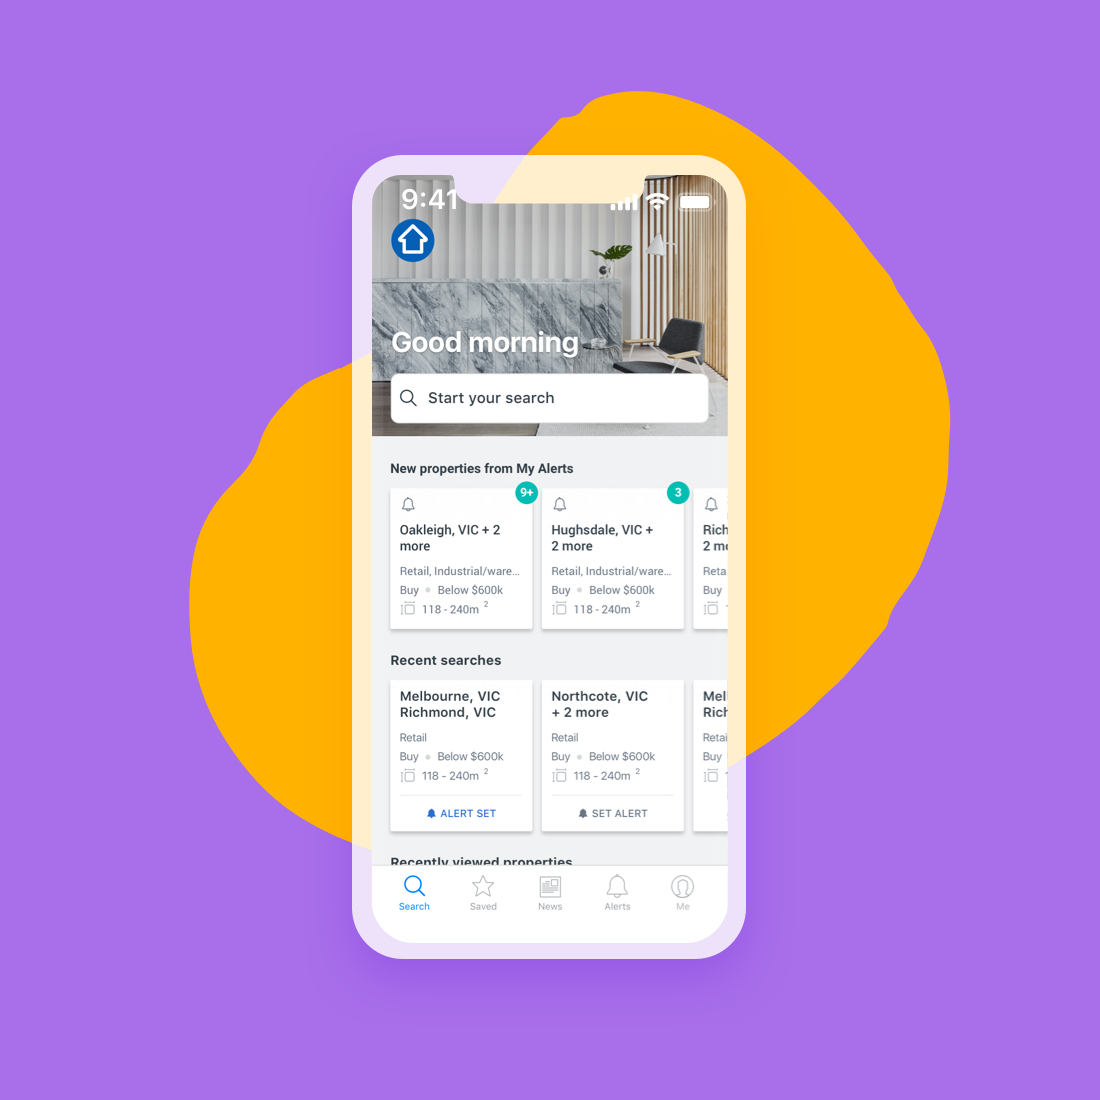 9:41
Good morning
Start your search
New properties from My Alerts
9+
Oakleigh, VIC + 2
more
Retail, Industrial/ware...
Buy • Below $600k
118 - 240m 2
3
Hughsdale, VIC +
2 more
Retail, Industrial/ware...
Buy • Below $600k
118 - 240m 2
Rich
2 mo
Reta
Buy
Recent searches
Melbourne, VIC
Richmond, VIC
Retail
Buy • Below $600k
118 - 240m 2
ALERT SET
Northcote, VIC
+ 2 more
Retail
Buy • Below $600k
118 - 240m 2
SET ALERT
Mel
Rich
Retai
Buy
Recently viewed properties
Search
Saved
News
Alerts
Me